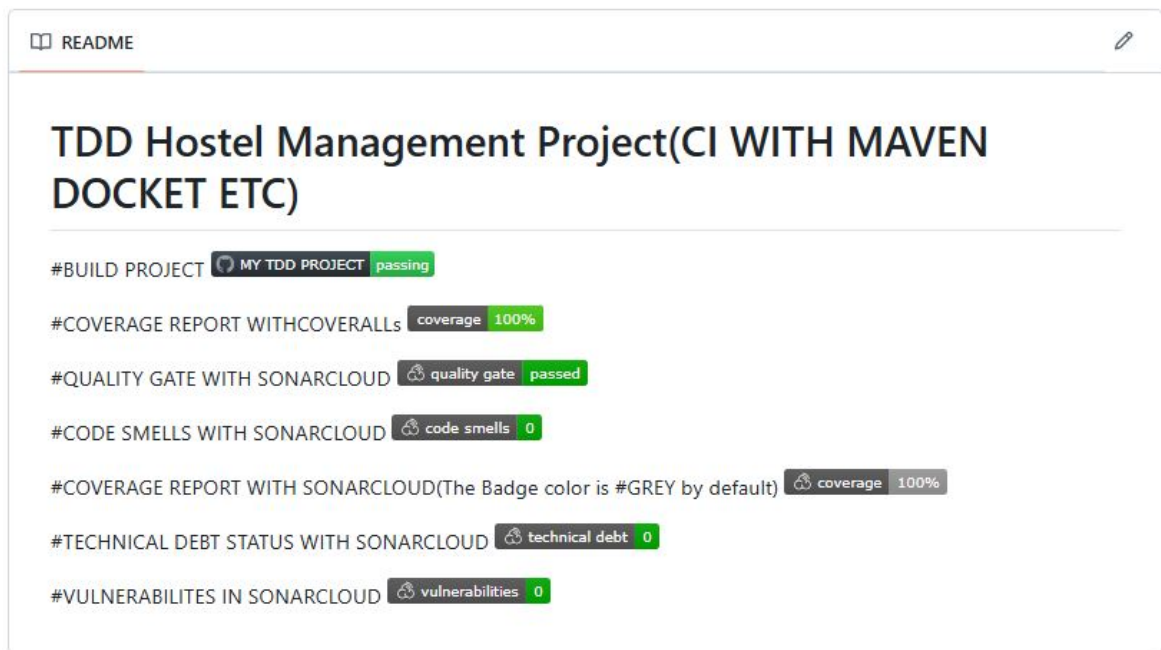 README
TDD Hostel Management Project(CI WITH MAVEN
DOCKET ETC)
#BUILD PROJECT MY TDD PROJECT passing
#COVERAGE REPORT WITHCOVERALLs coverage 100%
#QUALITY GATE WITH SONARCLOUD quality gate passed
#CODE SMELLS WITH SONARCLOUD code smells 0
#COVERAGE REPORT WITH SONARCLOUD(The Badge color is #GREY by default) coverage 100%
#TECHNICAL DEBT STATUS WITH SONARCLOUD technical debt 0
#VULNERABILITES IN SONARCLOUD vulnerabilities 0